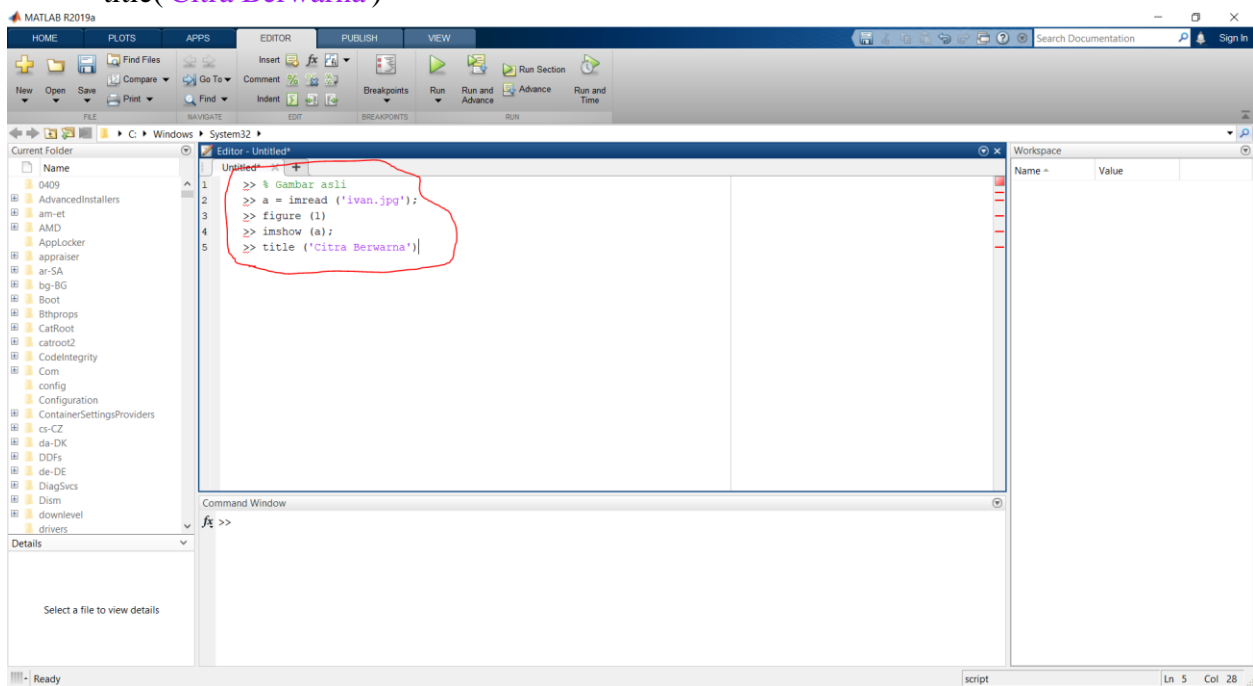 title('Citra Berwarna')
MATLAB R2019a
HOME PLOTS APPS EDITOR PUBLISH VIEW Search Documentation Sign In
New Open Save Find Files Compare Print
FILE
Go To Find
NAVIGATE
Insert fx Comment % Indent
EDIT
Breakpoints
BREAKPOINTS
Run Run and Advance Run Section Advance Run and Time
RUN
C: Windows System32
Current Folder
Name
0409
AdvancedInstallers
am-et
AMD
AppLocker
appraiser
ar-SA
bg-BG
Boot
Bthprops
CatRoot
catroot2
CodeIntegrity
Com
config
Configuration
ContainerSettingsProviders
cs-CZ
da-DK
DDFs
de-DE
DiagSvcs
Dism
downlevel
drivers
Details
Select a file to view details
Editor - Untitled*
Untitled* +
1 >> % Gambar asli
2 >> a = imread ('ivan.jpg');
3 >> figure (1)
4 >> imshow (a);
5 >> title ('Citra Berwarna')
Command Window
fx >>
Workspace
Name Value
Ready script Ln 5 Col 28